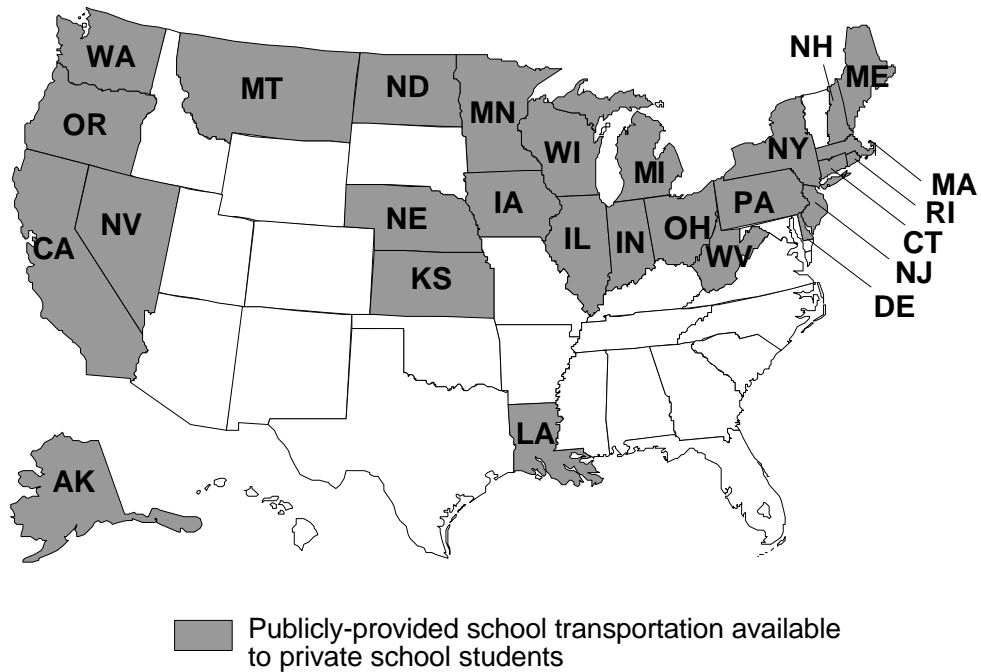 NH
WA
ME
MT
ND
MN
OR
NY
WI
MI
MA
IA
PA
RI
NE
NV
OH
CT
IL
IN
CA
WV
KS
NJ
DE
LA
AK
Publicly-provided school transportation available
to private school students